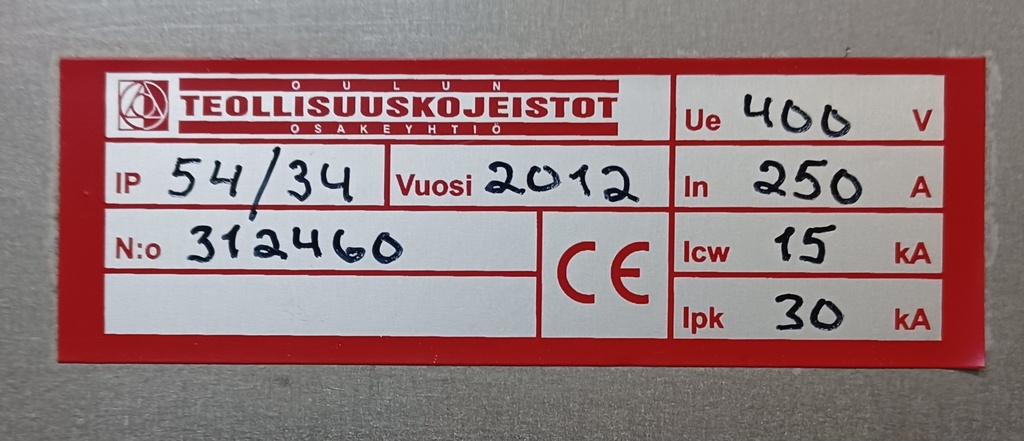 OULUN
TEOLLISUUSKOJEISTOT
OSAKEYHTIÖ
Ue 400 V
IP 54/34
Vuosi 2012
In 250 A
N:o 312460
CE
Icw 15 kA
Ipk 30 kA